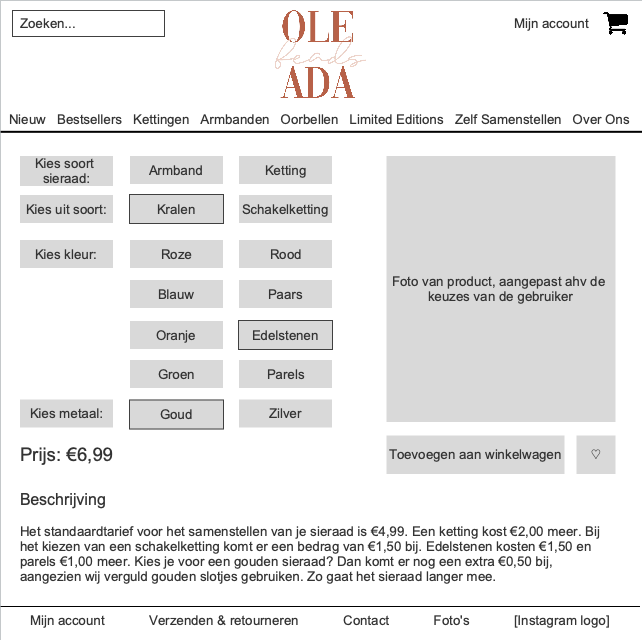 Zoeken...
OLE
beads
ADA
Mijn account
Nieuw Bestsellers Kettingen Armbanden Oorbellen Limited Editions Zelf Samenstellen Over Ons
Kies soort
sieraad:
Armband Ketting
Kies uit soort: Kralen Schakelketting
Kies kleur: Roze Rood
Blauw Paars
Oranje Edelstenen
Groen Parels
Kies metaal: Goud Zilver
Foto van product, aangepast ahv de
keuzes van de gebruiker
Prijs: €6,99
Toevoegen aan winkelwagen ♡
Beschrijving
Het standaardtarief voor het samenstellen van je sieraad is €4,99. Een ketting kost €2,00 meer. Bij
het kiezen van een schakelketting komt er een bedrag van €1,50 bij. Edelstenen kosten €1,50 en
parels €1,00 meer. Kies je voor een gouden sieraad? Dan komt er nog een extra €0,50 bij,
aangezien wij verguld gouden slotjes gebruiken. Zo gaat het sieraad langer mee.
Mijn account Verzenden & retourneren Contact Foto's [Instagram logo]